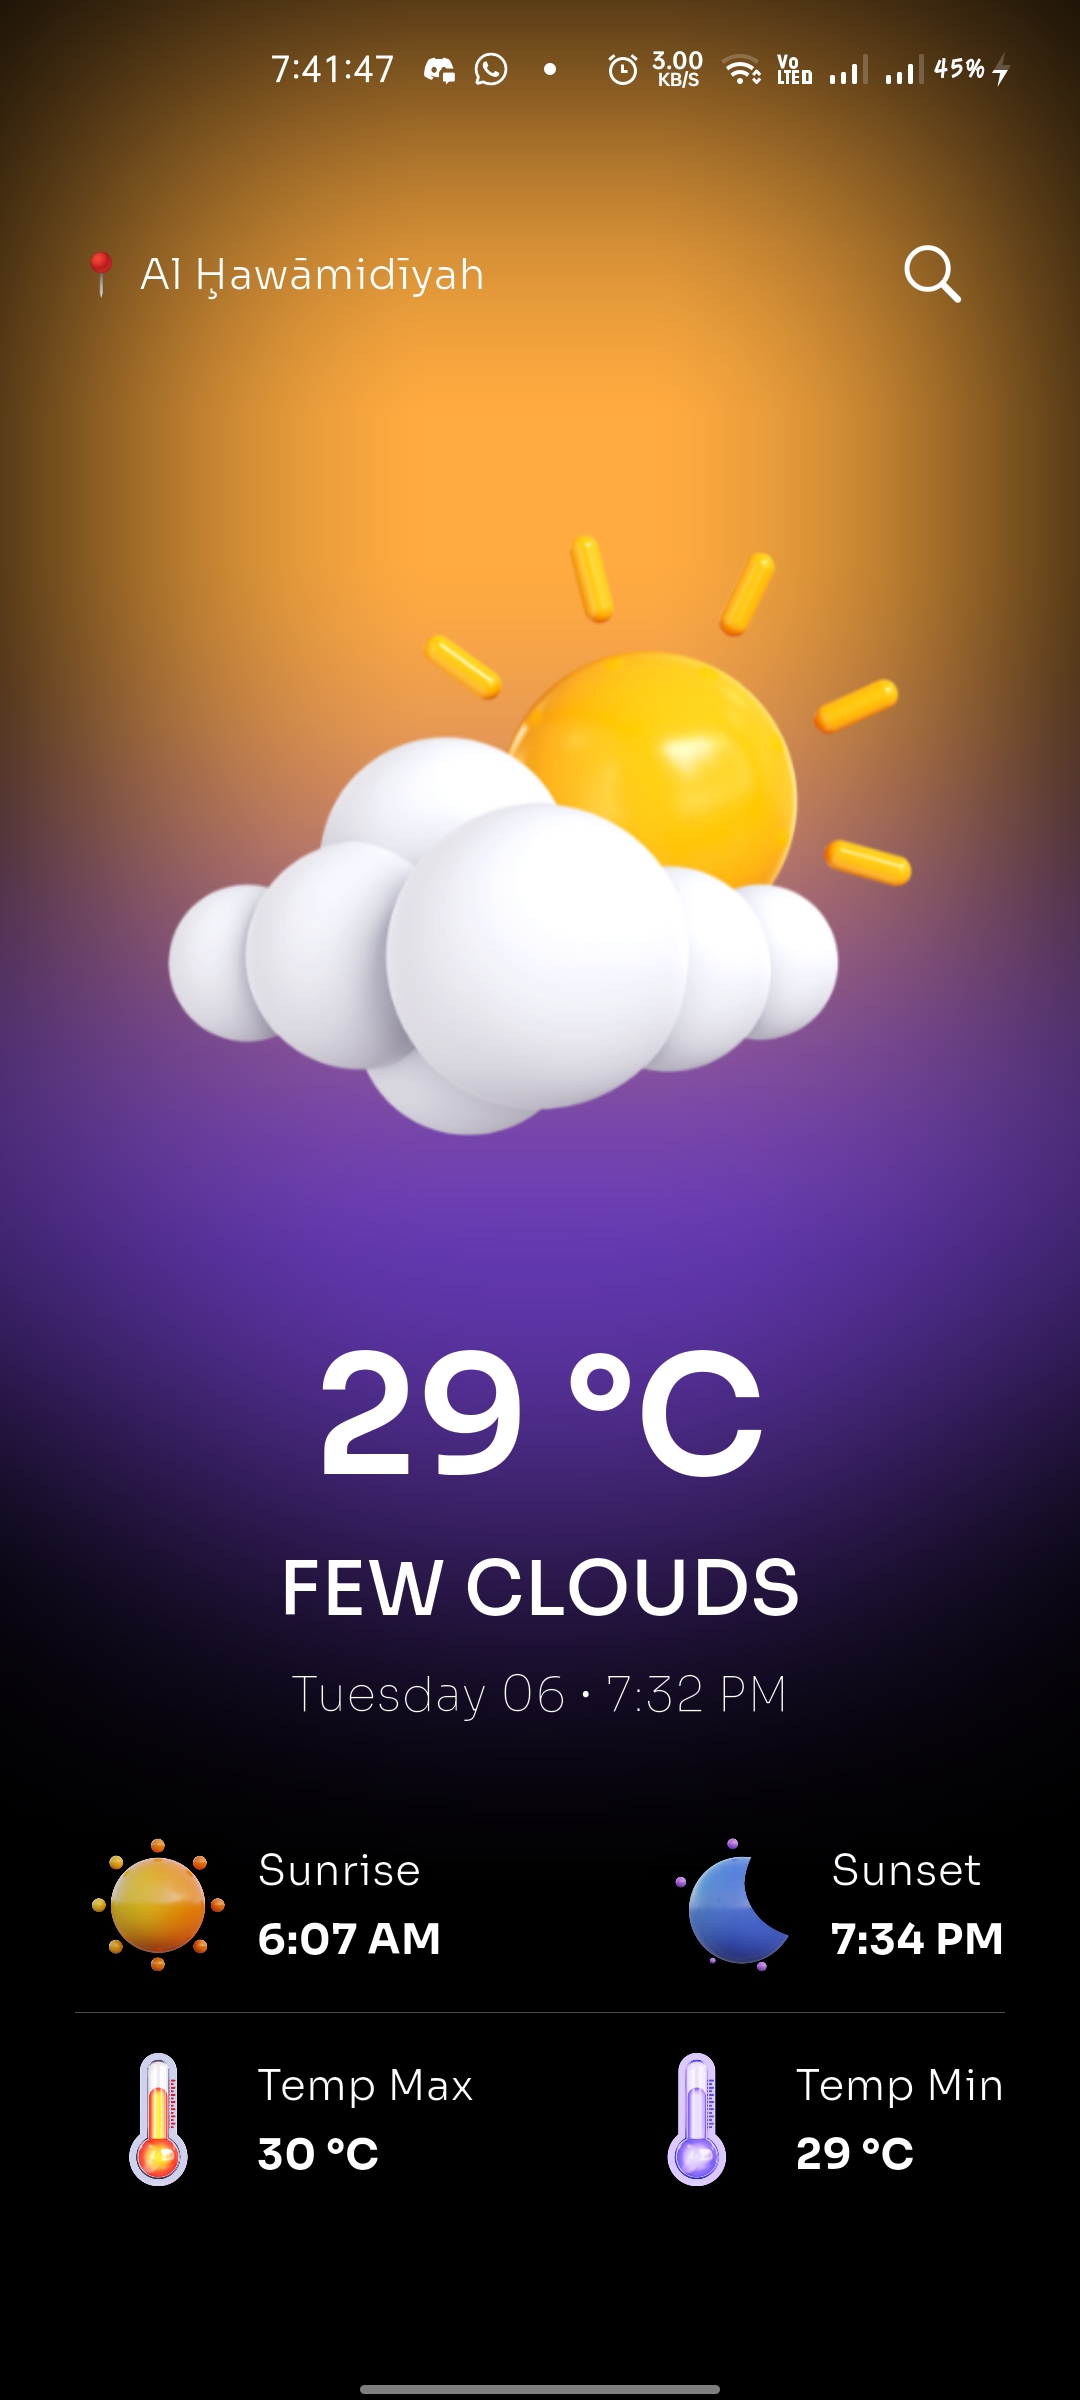 7:41:47 3.00 KB/S Vo LTED 45%
Al Ḩawāmidīyah
29 °C
FEW CLOUDS
Tuesday 06 • 7:32 PM
Sunrise Sunset
6:07 AM 7:34 PM
Temp Max Temp Min
30 °C 29 °C